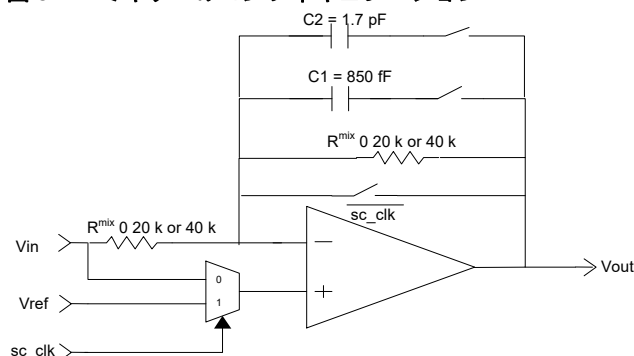 C2 = 1.7 pF
C1 = 850 fF
Rmix 0 20 k or 40 k
sc_clk
Rmix 0 20 k or 40 k
Vin
0
1
Vref
sc_clk
Vout